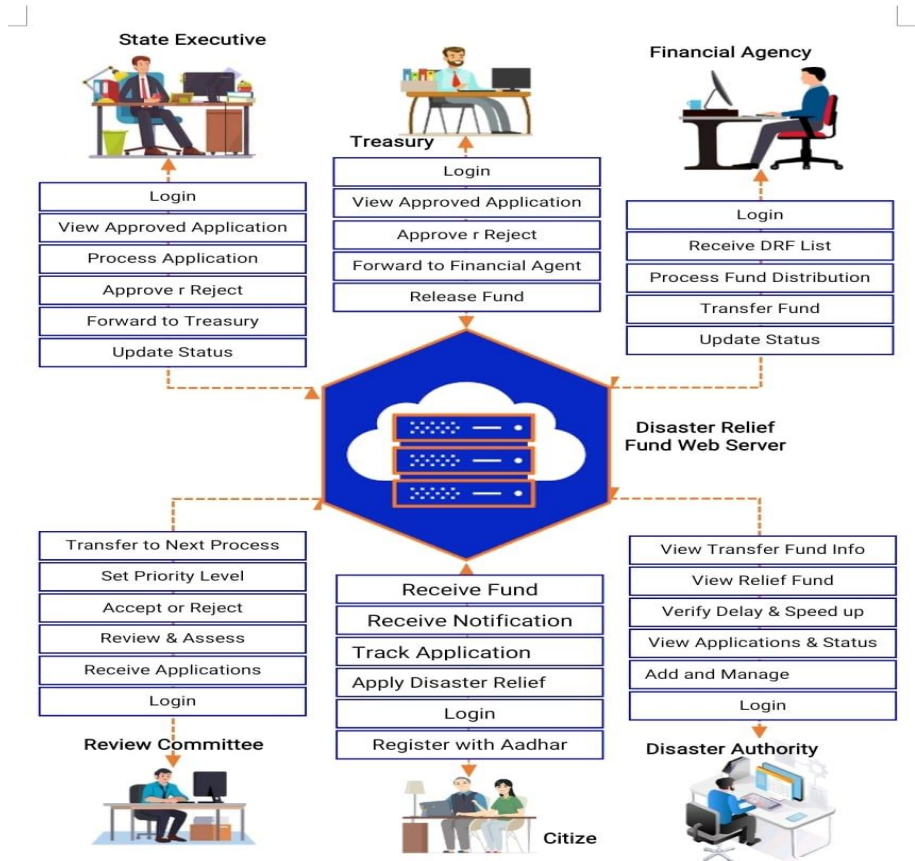 State Executive
Login
View Approved Application
Process Application
Approve r Reject
Forward to Treasury
Update Status
Treasury
Login
View Approved Application
Approve r Reject
Forward to Financial Agent
Release Fund
Financial Agency
Login
Receive DRF List
Process Fund Distribution
Transfer Fund
Update Status
Disaster Relief
Fund Web Server
Transfer to Next Process
Set Priority Level
Accept or Reject
Review & Assess
Receive Applications
Login
Review Committee
Receive Fund
Receive Notification
Track Application
Apply Disaster Relief
Login
Register with Aadhar
Citize
View Transfer Fund Info
View Relief Fund
Verify Delay & Speed up
View Applications & Status
Add and Manage
Login
Disaster Authority